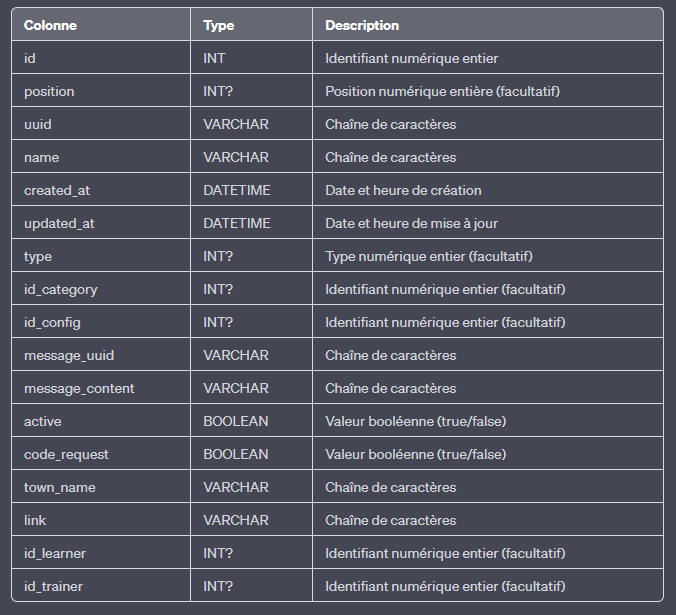 Colonne Type Description
id INT Identifiant numérique entier
position INT? Position numérique entière (facultatif)
uuid VARCHAR Chaîne de caractères
name VARCHAR Chaîne de caractères
created_at DATETIME Date et heure de création
updated_at DATETIME Date et heure de mise à jour
type INT? Type numérique entier (facultatif)
id_category INT? Identifiant numérique entier (facultatif)
id_config INT? Identifiant numérique entier (facultatif)
message_uuid VARCHAR Chaîne de caractères
message_content VARCHAR Chaîne de caractères
active BOOLEAN Valeur booléenne (true/false)
code_request BOOLEAN Valeur booléenne (true/false)
town_name VARCHAR Chaîne de caractères
link VARCHAR Chaîne de caractères
id_learner INT? Identifiant numérique entier (facultatif)
id_trainer INT? Identifiant numérique entier (facultatif)